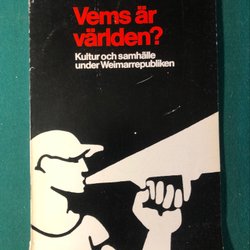 Vems är
världen?
Kultur och samhälle
under Weimarrepubliken